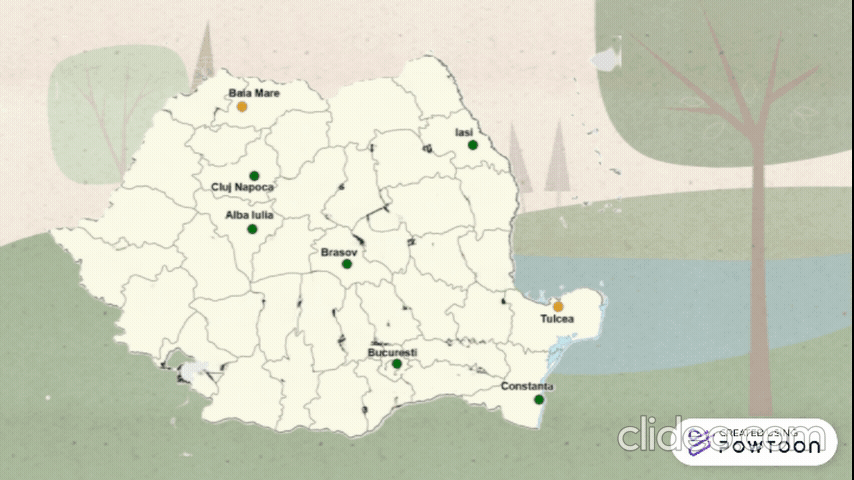 Baia Mare
Iasi
Cluj Napoca
Alba Iulia
Brasov
Tulcea
Bucuresti
Constanta
clideo.com
CREATED USING
POWTOON